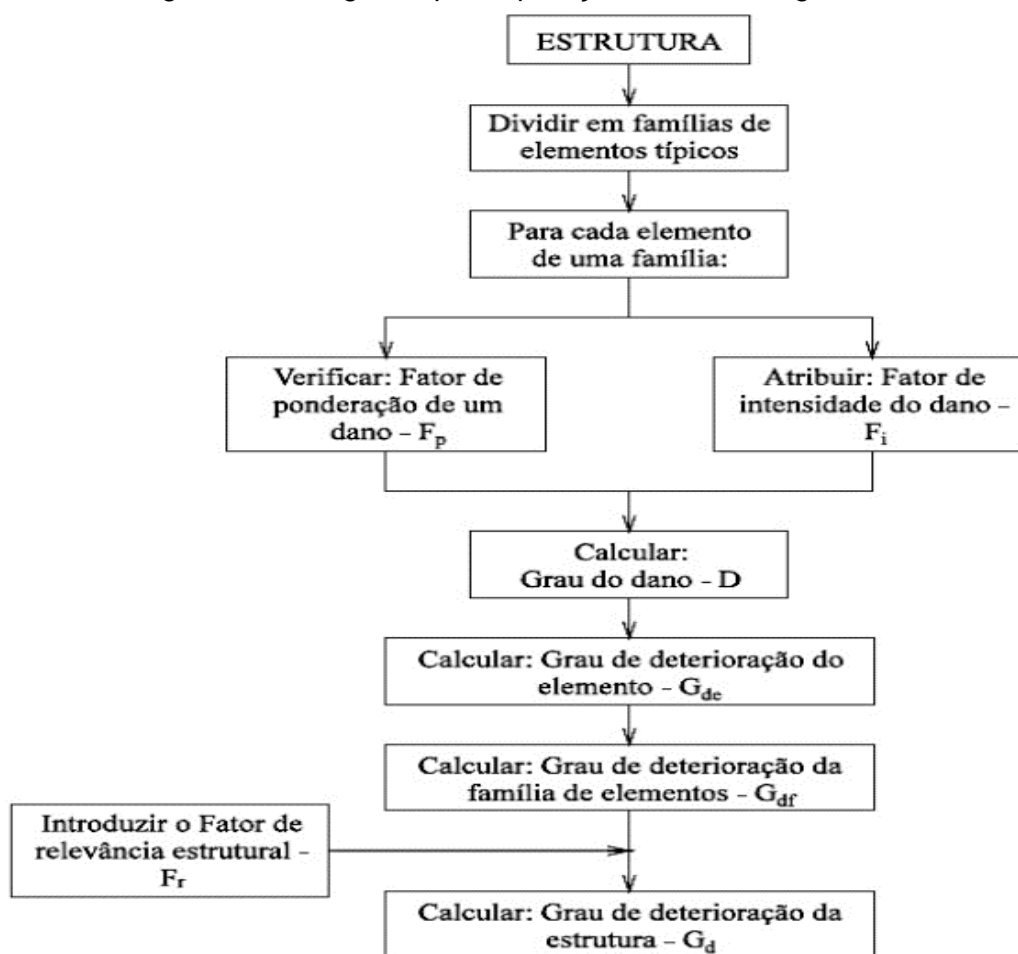 ESTRUTURA
Dividir em famílias de
elementos típicos
Para cada elemento
de uma família:
Verificar: Fator de
ponderação de um
dano - Fp
Atribuir: Fator de
intensidade do dano -
Fi
Calcular:
Grau do dano - D
Calcular: Grau de deterioração do
elemento - Gde
Calcular: Grau de deterioração da
família de elementos - Gdf
Introduzir o Fator de
relevância estrutural -
Fr
Calcular: Grau de deterioração da
estrutura - Gd